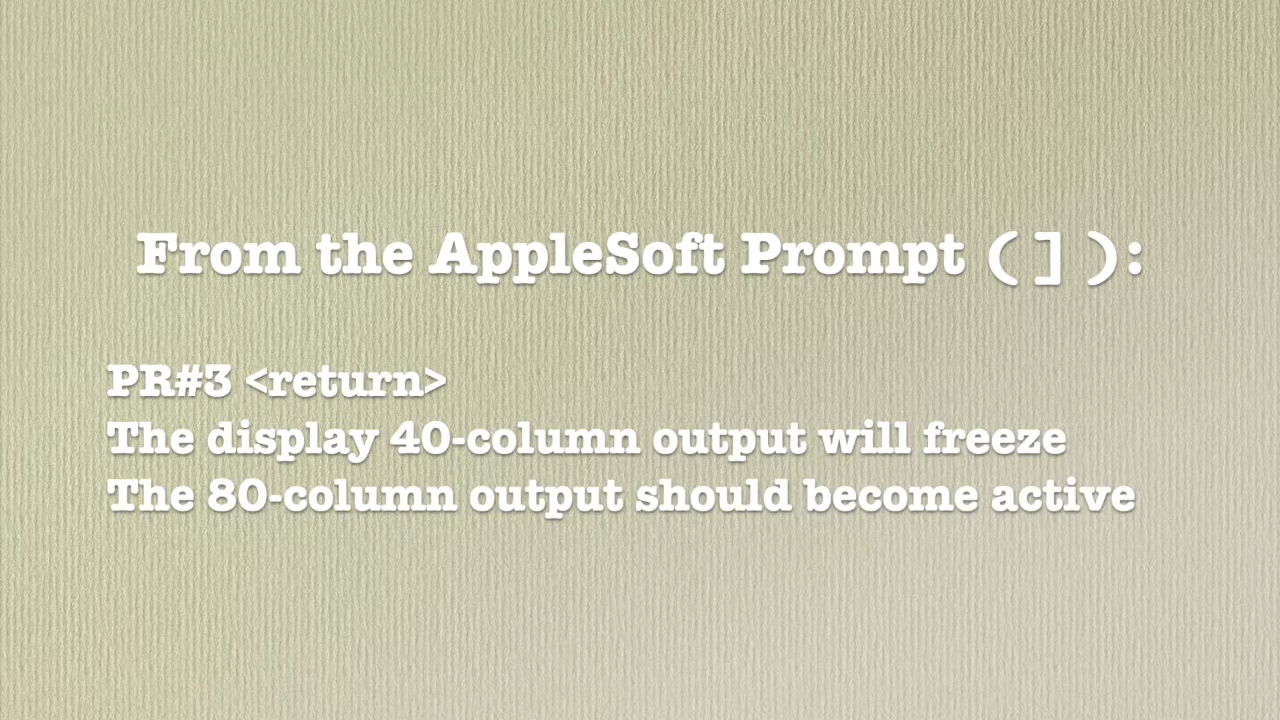 From the AppleSoft Prompt ( ] ):
PR#3 <return>
The display 40-column output will freeze
The 80-column output should become active